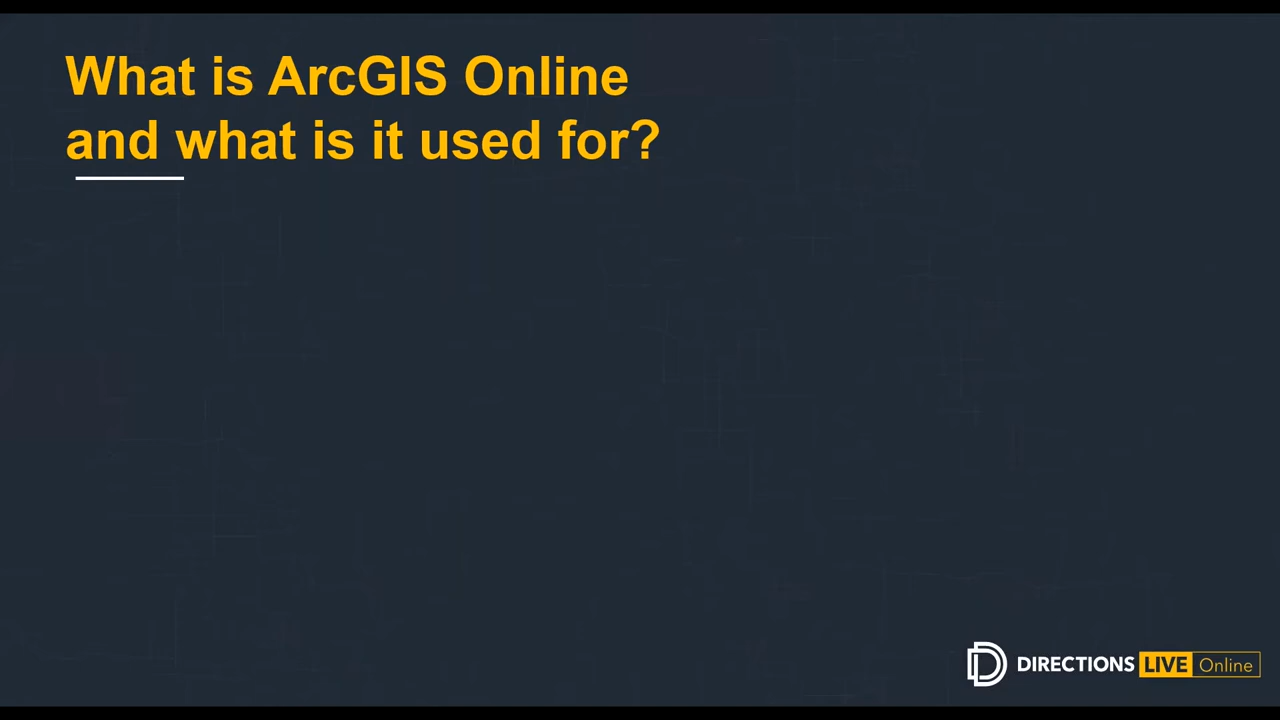 What is ArcGIS Online
and what is it used for?
DIRECTIONS LIVE Online